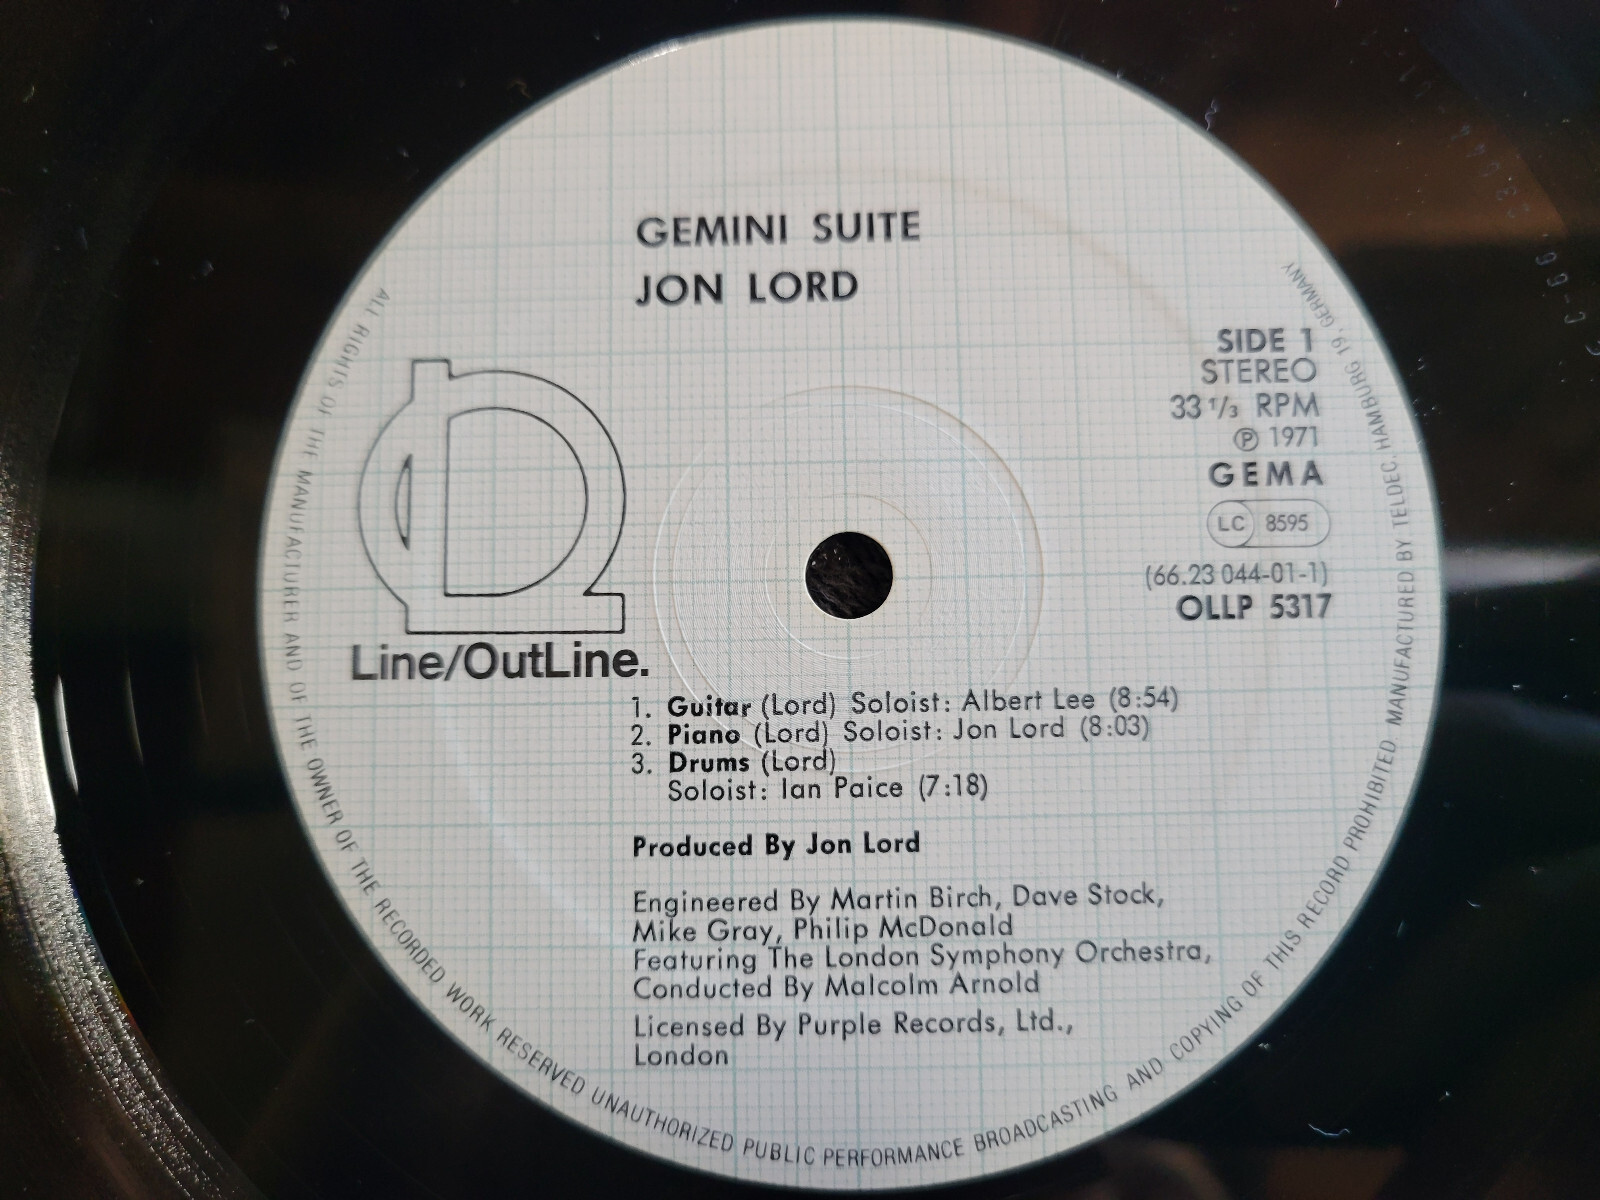 GEMINI SUITE
JON LORD
SIDE 1
STEREO
33 1/3 RPM
Ⓟ 1971
GEMA
LC 8595
(66.23 044-01-1)
OLLP 5317
Line/OutLine.
1. Guitar (Lord) Soloist: Albert Lee (8:54)
2. Piano (Lord) Soloist: Jon Lord (8:03)
3. Drums (Lord)
Soloist: Ian Paice (7:18)
Produced By Jon Lord
Engineered By Martin Birch, Dave Stock,
Mike Gray, Philip McDonald
Featuring The London Symphony Orchestra,
Conducted By Malcolm Arnold
Licensed By Purple Records, Ltd.,
London
ALL RIGHTS OF THE MANUFACTURER AND OF THE OWNER OF THE RECORDED WORK RESERVED UNAUTHORIZED PUBLIC PERFORMANCE BROADCASTING AND COPYING OF THIS RECORD PROHIBITED. MANUFACTURED BY TELDEC, HAMBURG 19, GERMANY